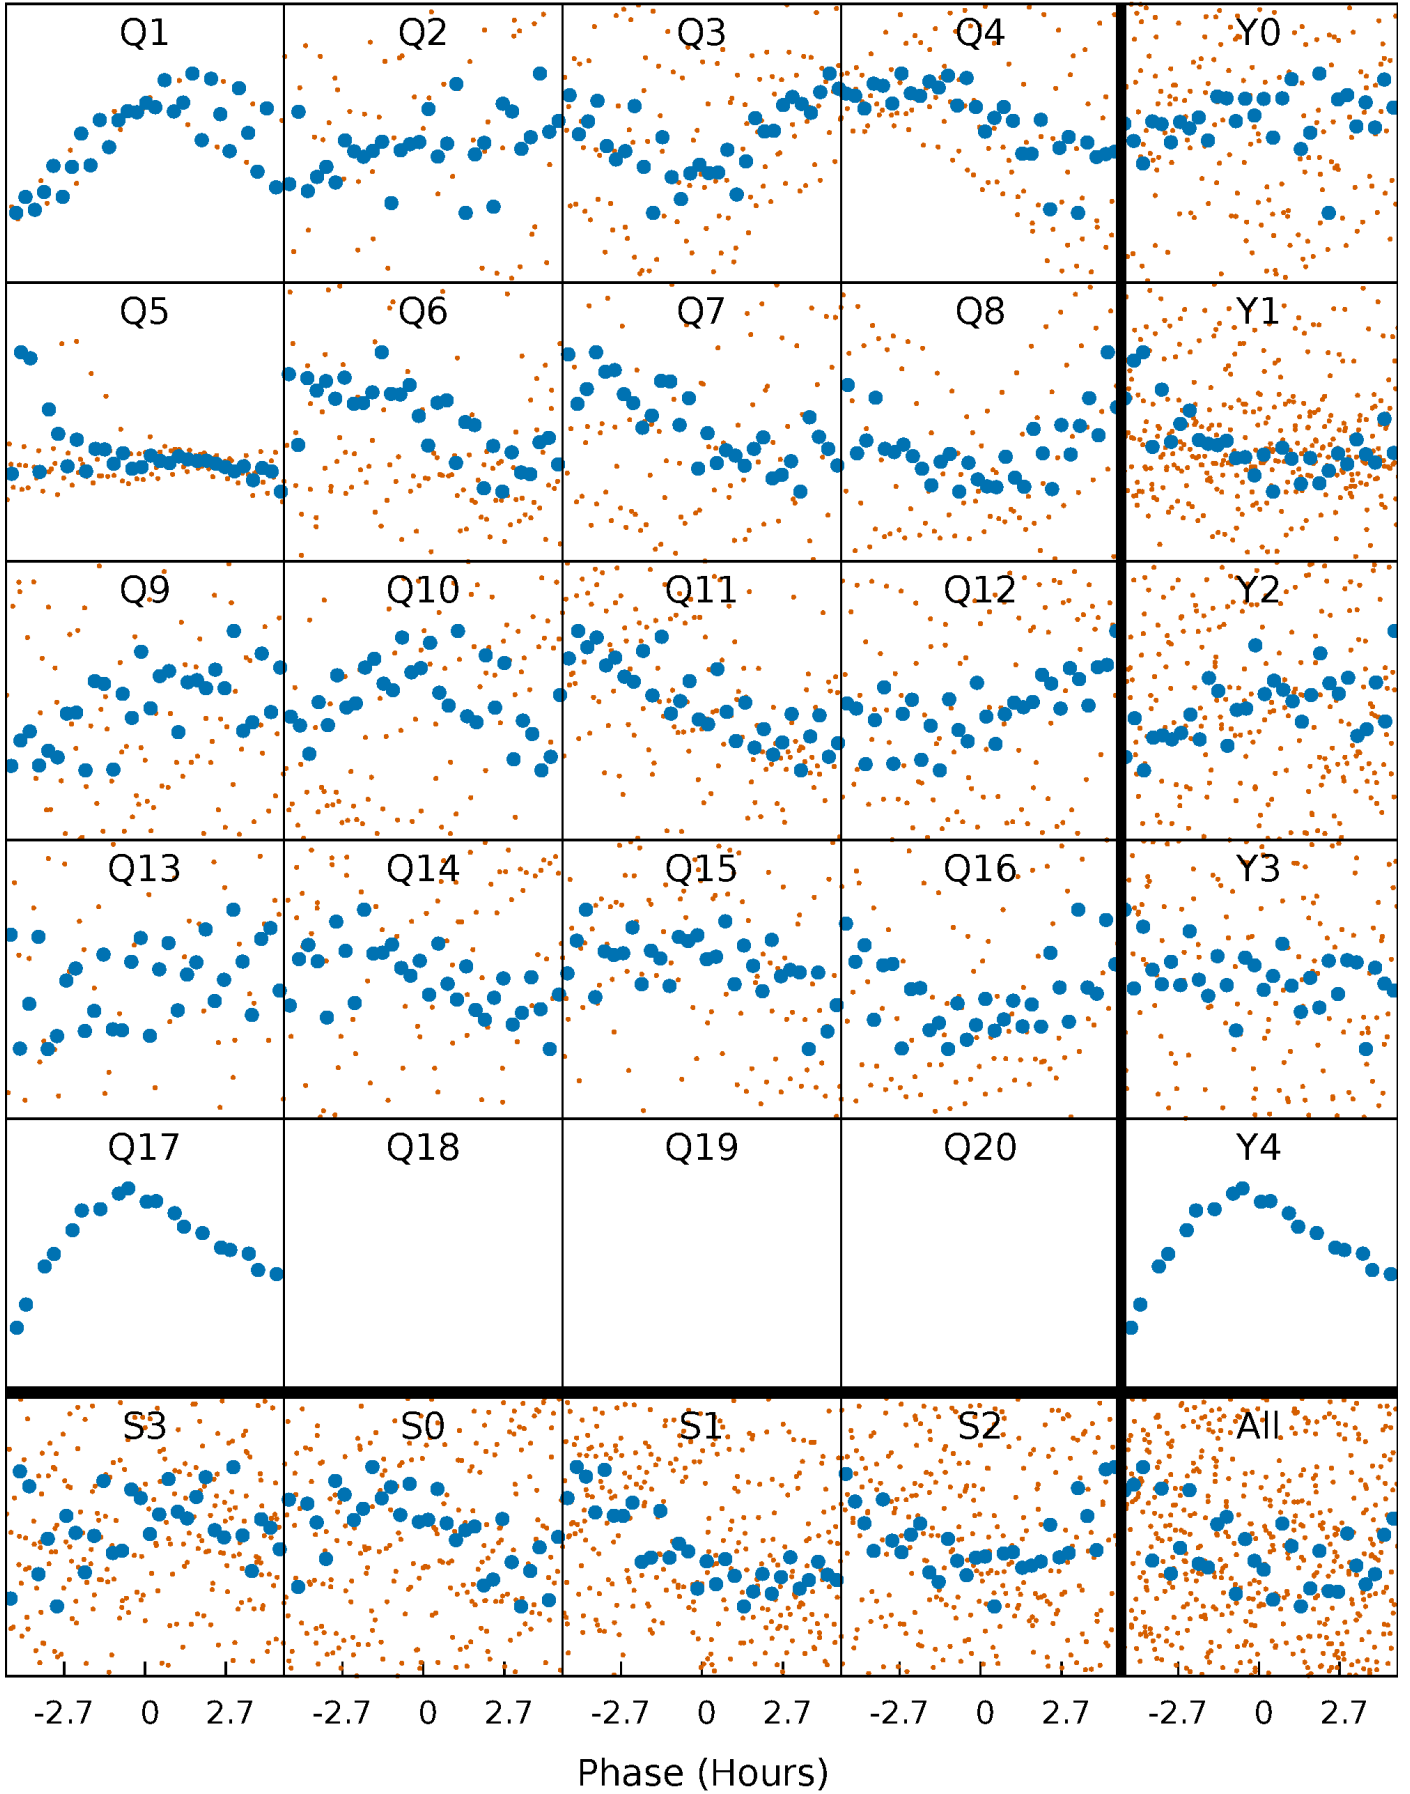 Q1 Q2 Q3 Q4 Y0
Q5 Q6 Q7 Q8 Y1
Q9 Q10 Q11 Q12 Y2
Q13 Q14 Q15 Q16 Y3
Q17 Q18 Q19 Q20 Y4
S3 S0 S1 S2 All
-2.7 0 2.7 -2.7 0 2.7 -2.7 0 2.7 -2.7 0 2.7 -2.7 0 2.7
Phase (Hours)